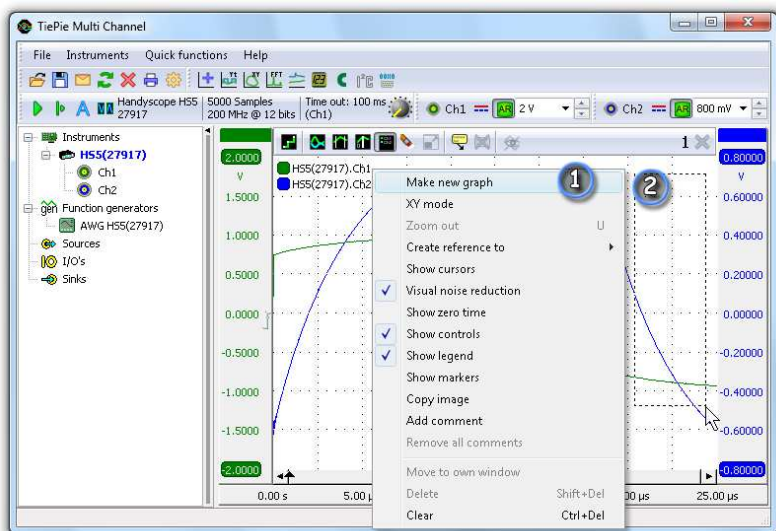 TiePie Multi Channel
File Instruments Quick functions Help
Yt XY FFT I²C
Handyscope HS5 27917
5000 Samples
200 MHz @ 12 bits
Time out: 100 ms
(Ch1)
Ch1 AR 2 V
Ch2 AR 800 mV
Instruments
HS5(27917)
Ch1
Ch2
gen Function generators
AWG HS5(27917)
Sources
I/O's
Sinks
1
HS5(27917).Ch1
HS5(27917).Ch2
2.0000
V
1.5000
1.0000
0.5000
0.0000
-0.5000
-1.0000
-1.5000
-2.0000
Make new graph
XY mode
Zoom out U
Create reference to
Show cursors
Visual noise reduction
Show zero time
Show controls
Show legend
Show markers
Copy image
Add comment
Remove all comments
Move to own window
Delete Shift+Del
Clear Ctrl+Del
1
2
0.80000
V
0.60000
0.40000
0.20000
0.00000
-0.20000
-0.40000
-0.60000
-0.80000
0.00 s
5.00 µ
00 µs
25.00 µs